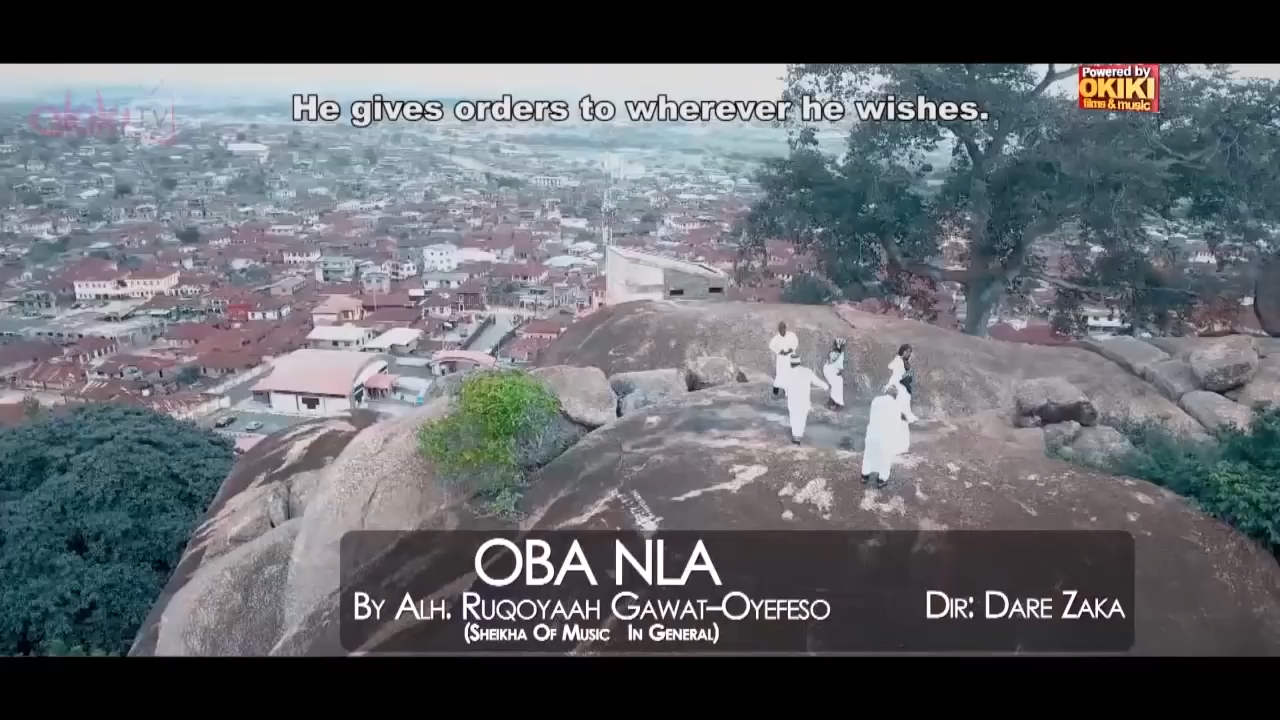 Powered by
OKIKI
films & music
He gives orders to wherever he wishes.
TV
OBA NLA
By Alh. Ruqoyaah Gawat-Oyefeso
Dir: Dare Zaka
(Sheikha Of Music In General)